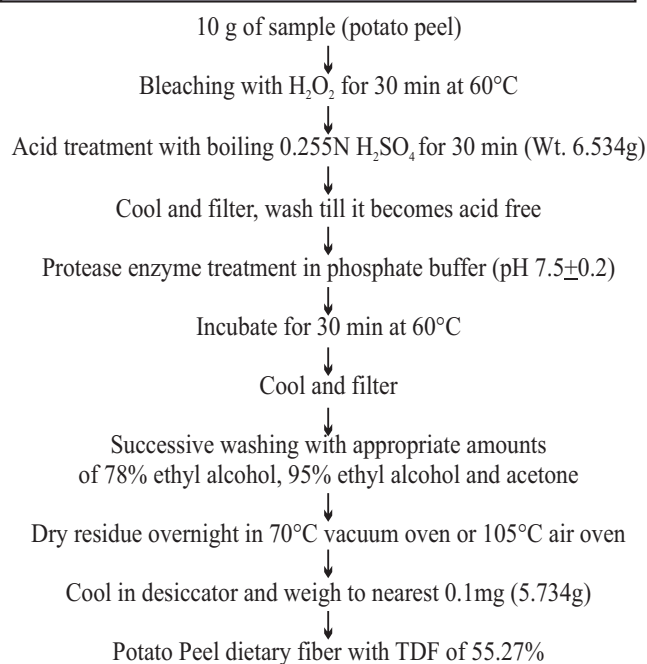 10 g of sample (potato peel)
Bleaching with H₂O₂ for 30 min at 60°C
Acid treatment with boiling 0.255N H₂SO₄ for 30 min (Wt. 6.534g)
Cool and filter, wash till it becomes acid free
Protease enzyme treatment in phosphate buffer (pH 7.5±0.2)
Incubate for 30 min at 60°C
Cool and filter
Successive washing with appropriate amounts
of 78% ethyl alcohol, 95% ethyl alcohol and acetone
Dry residue overnight in 70°C vacuum oven or 105°C air oven
Cool in desiccator and weigh to nearest 0.1mg (5.734g)
Potato Peel dietary fiber with TDF of 55.27%